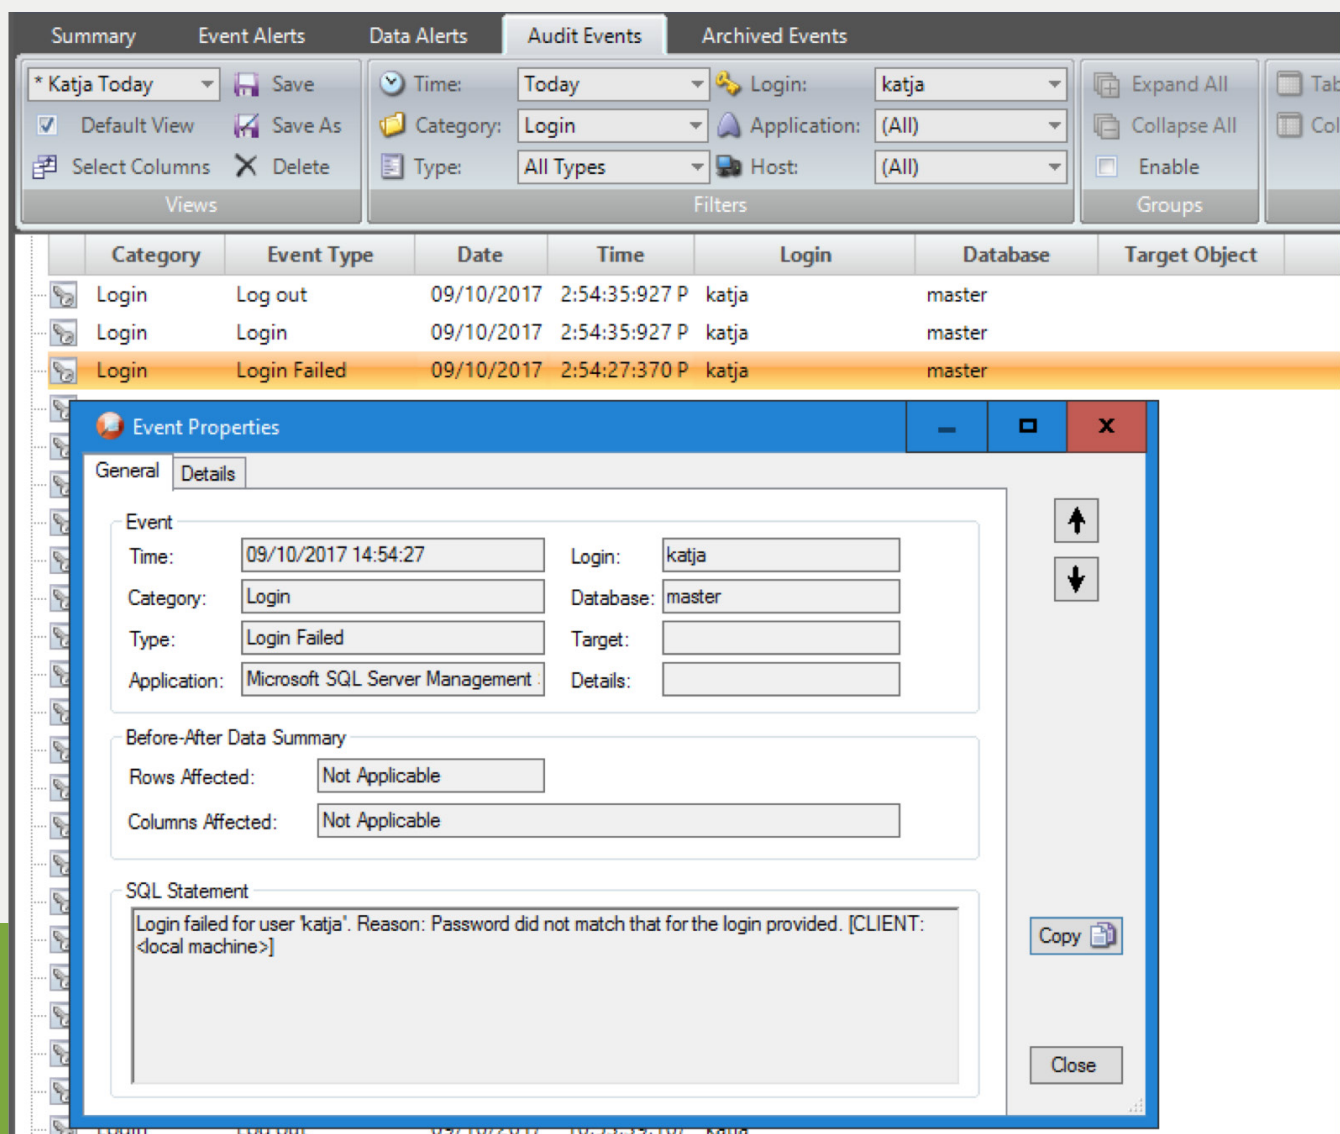 Summary Event Alerts Data Alerts Audit Events Archived Events
* Katja Today Save Time: Today Login: katja Expand All
Default View Save As Category: Login Application: (All) Collapse All
Select Columns Delete Type: All Types Host: (All) Enable
Views Filters Groups
Category Event Type Date Time Login Database Target Object
Login Log out 09/10/2017 2:54:35:927 P katja master
Login Login 09/10/2017 2:54:35:927 P katja master
Login Login Failed 09/10/2017 2:54:27:370 P katja master
Event Properties
General Details
Event
Time: 09/10/2017 14:54:27 Login: katja
Category: Login Database: master
Type: Login Failed Target:
Application: Microsoft SQL Server Management Details:
Before-After Data Summary
Rows Affected: Not Applicable
Columns Affected: Not Applicable
SQL Statement
Login failed for user 'katja'. Reason: Password did not match that for the login provided. [CLIENT:
<local machine>]
Copy
Close